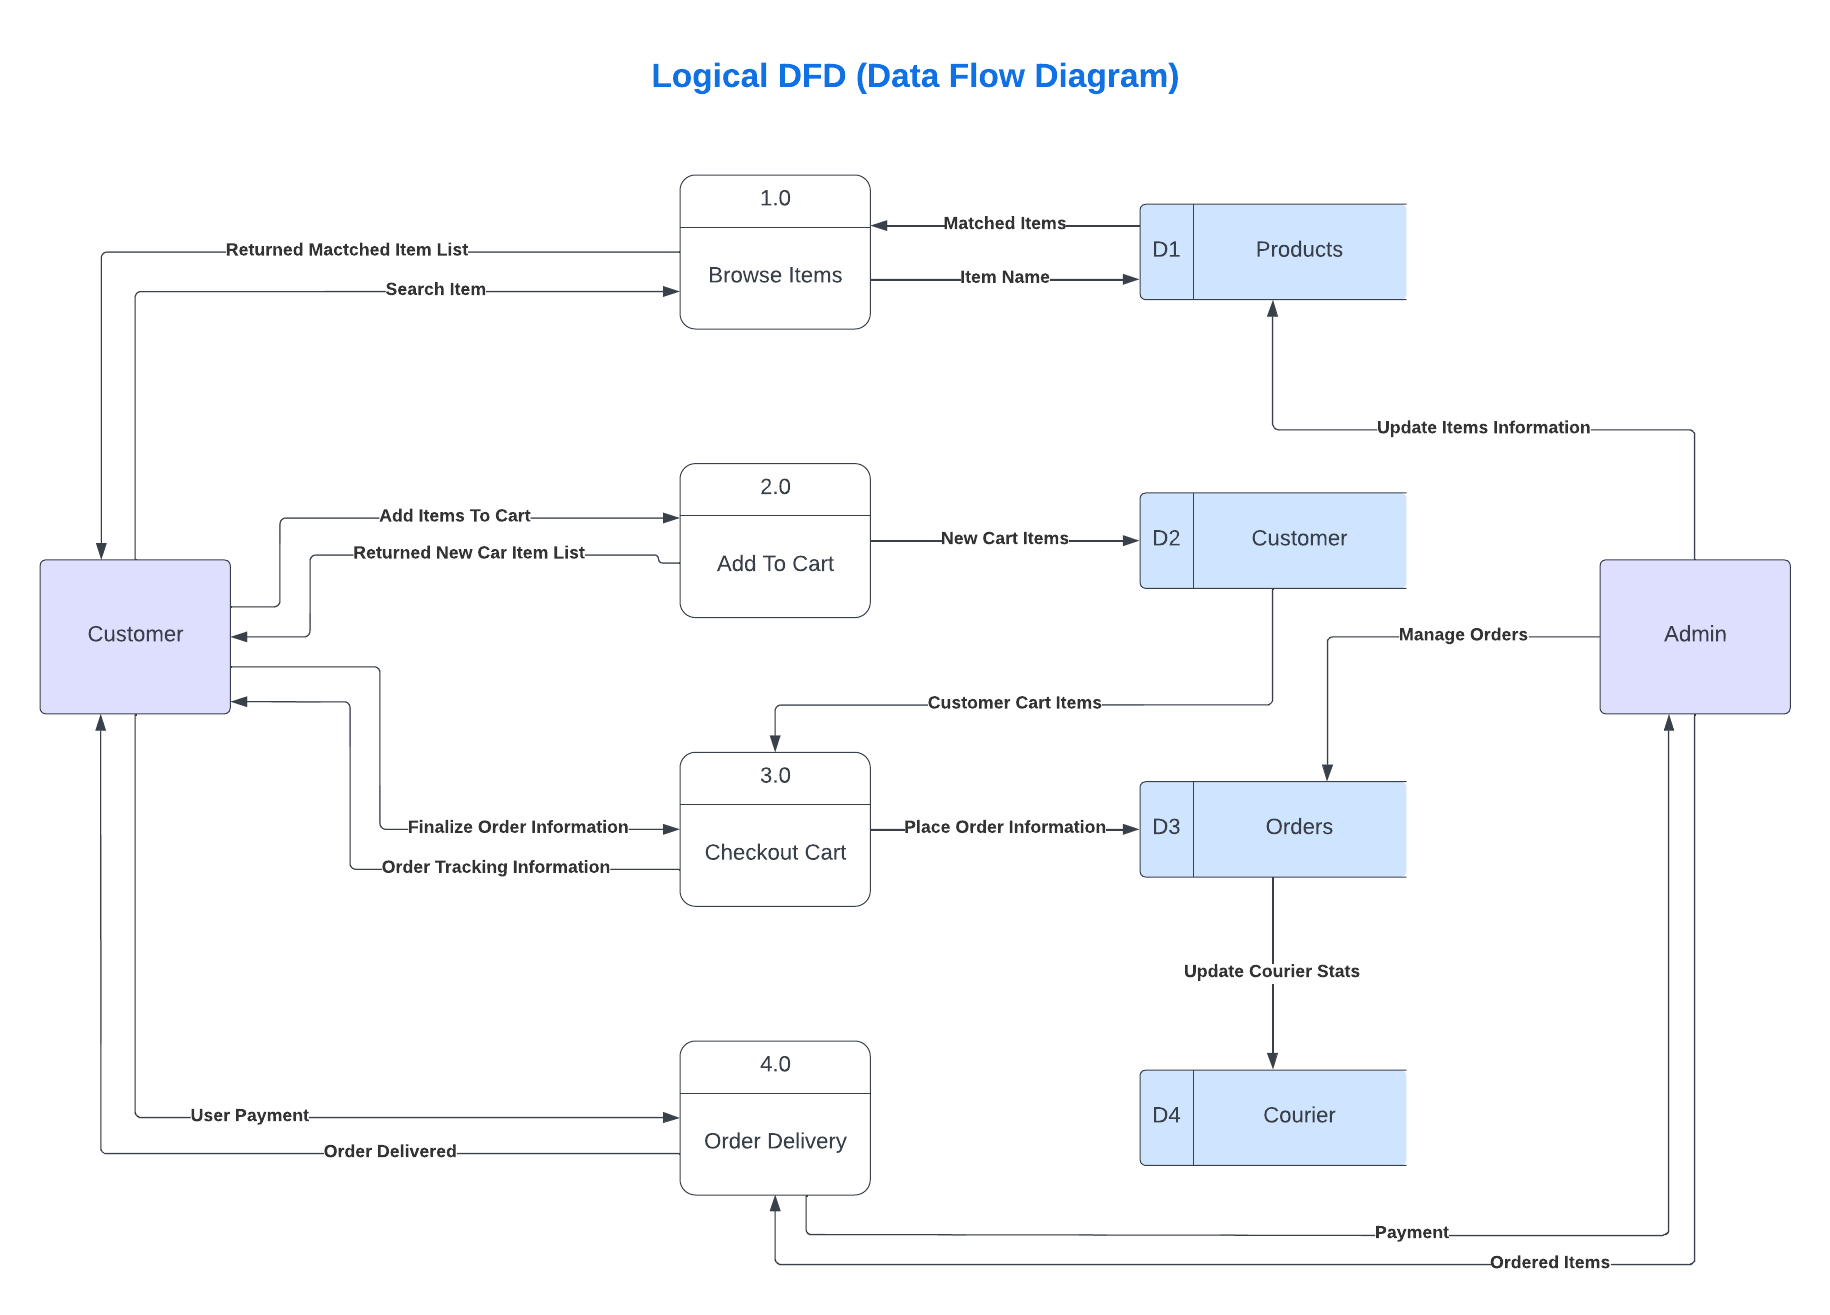 Logical DFD (Data Flow Diagram)
1.0
Browse Items
Matched Items
Item Name
D1
Products
Returned Mactched Item List
Search Item
Update Items Information
2.0
Add To Cart
Add Items To Cart
Returned New Car Item List
New Cart Items
D2
Customer
Customer
Admin
Manage Orders
Customer Cart Items
3.0
Checkout Cart
Finalize Order Information
Order Tracking Information
Place Order Information
D3
Orders
Update Courier Stats
4.0
Order Delivery
User Payment
Order Delivered
D4
Courier
Payment
Ordered Items